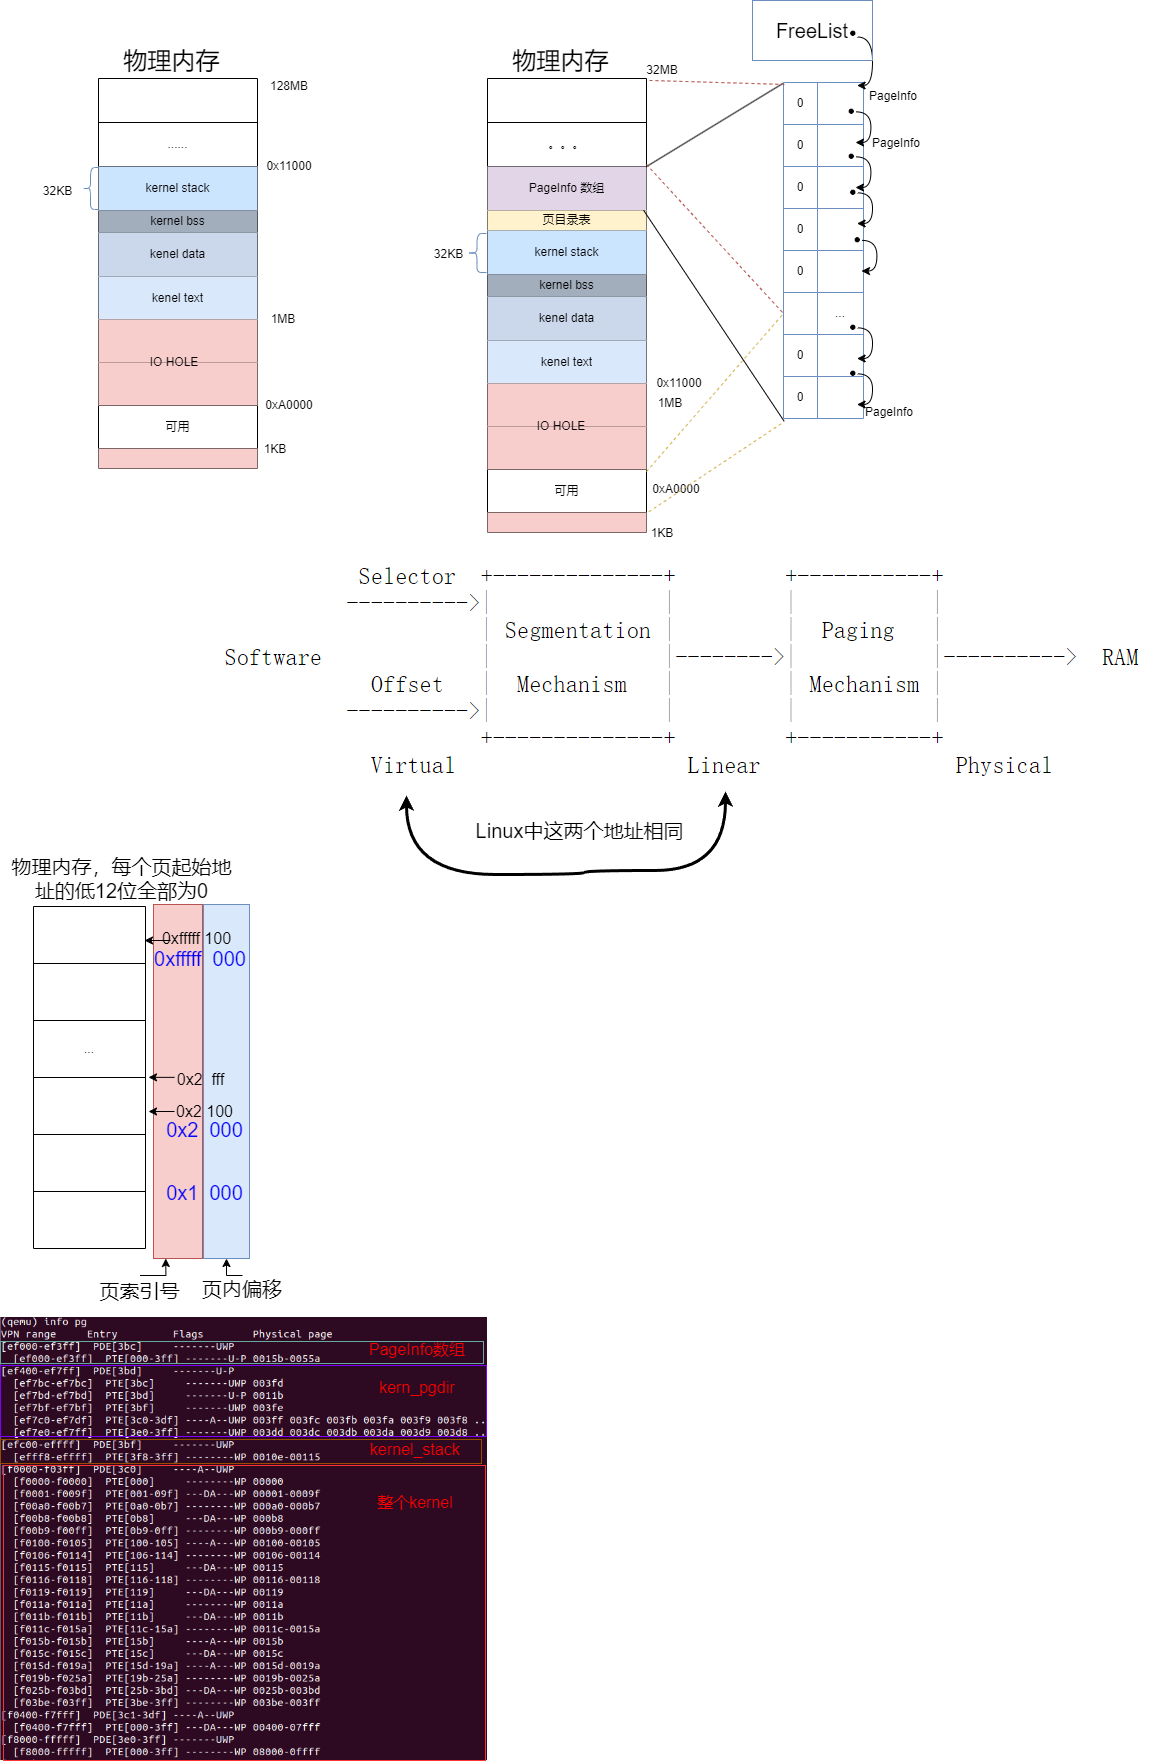 FreeList
物理内存
128MB
......
0x11000
kernel stack
32KB
kernel bss
kenel data
kenel text
1MB
IO HOLE
0xA0000
可用
1KB
物理内存
32MB
。。。
PageInfo 数组
页目录表
kernel stack
32KB
kernel bss
kenel data
kenel text
0x11000
1MB
IO HOLE
可用
0xA0000
1KB
0
PageInfo
0
PageInfo
0
0
0
...
0
0
PageInfo
Selector +--------------+ +-----------+
---------->| | | |
| Segmentation | | Paging |
Software | |-------->| |----------> RAM
Offset | Mechanism | | Mechanism |
---------->| | | |
+--------------+ +-----------+
Virtual Linear Physical
Linux中这两个地址相同
物理内存，每个页起始地
址的低12位全部为0
0xfffff 100
0xfffff 000
...
0x2 fff
0x2 100
0x2 000
0x1 000
页索引号 页内偏移
(qemu) info pg
VPN range Entry Flags Physical page
[ef000-ef3ff] PDE[3bc] -------UWP PageInfo数组
[ef000-ef3ff] PTE[000-3ff] -------U-P 0015b-0055a
[ef400-ef7ff] PDE[3bd] -------U-P
[ef7bc-ef7bc] PTE[3bc] -------UWP 003fd kern_pgdir
[ef7bd-ef7bd] PTE[3bd] -------U-P 0011b
[ef7bf-ef7bf] PTE[3bf] -------UWP 003fe
[ef7c0-ef7df] PTE[3c0-3df] ----A--UWP 003ff 003fc 003fb 003fa 003f9 003f8 ..
[ef7e0-ef7ff] PTE[3e0-3ff] -------UWP 003dd 003dc 003db 003da 003d9 003d8 ..
[efc00-effff] PDE[3bf] -------UWP kernel_stack
[efff8-effff] PTE[3f8-3ff] --------WP 0010e-00115
[f0000-f03ff] PDE[3c0] ----A--UWP
[f0000-f0000] PTE[000] --------WP 00000
[f0001-f009f] PTE[001-09f] ---DA---WP 00001-0009f
[f00a0-f00b7] PTE[0a0-0b7] --------WP 000a0-000b7 整个kernel
[f00b8-f00b8] PTE[0b8] ---DA---WP 000b8
[f00b9-f00ff] PTE[0b9-0ff] --------WP 000b9-000ff
[f0100-f0105] PTE[100-105] ----A---WP 00100-00105
[f0106-f0114] PTE[106-114] --------WP 00106-00114
[f0115-f0115] PTE[115] ---DA---WP 00115
[f0116-f0118] PTE[116-118] --------WP 00116-00118
[f0119-f0119] PTE[119] ---DA---WP 00119
[f011a-f011a] PTE[11a] --------WP 0011a
[f011b-f011b] PTE[11b] ---DA---WP 0011b
[f011c-f015a] PTE[11c-15a] --------WP 0011c-0015a
[f015b-f015b] PTE[15b] ----A---WP 0015b
[f015c-f015c] PTE[15c] ---DA---WP 0015c
[f015d-f019a] PTE[15d-19a] ----A---WP 0015d-0019a
[f019b-f025a] PTE[19b-25a] --------WP 0019b-0025a
[f025b-f03bd] PTE[25b-3bd] ---DA---WP 0025b-003bd
[f03be-f03ff] PTE[3be-3ff] --------WP 003be-003ff
[f0400-f7fff] PDE[3c1-3df] ----A--UWP
[f0400-f7fff] PTE[000-3ff] ---DA---WP 00400-07fff
[f8000-fffff] PDE[3e0-3ff] -------UWP
[f8000-fffff] PTE[000-3ff] --------WP 08000-0ffff